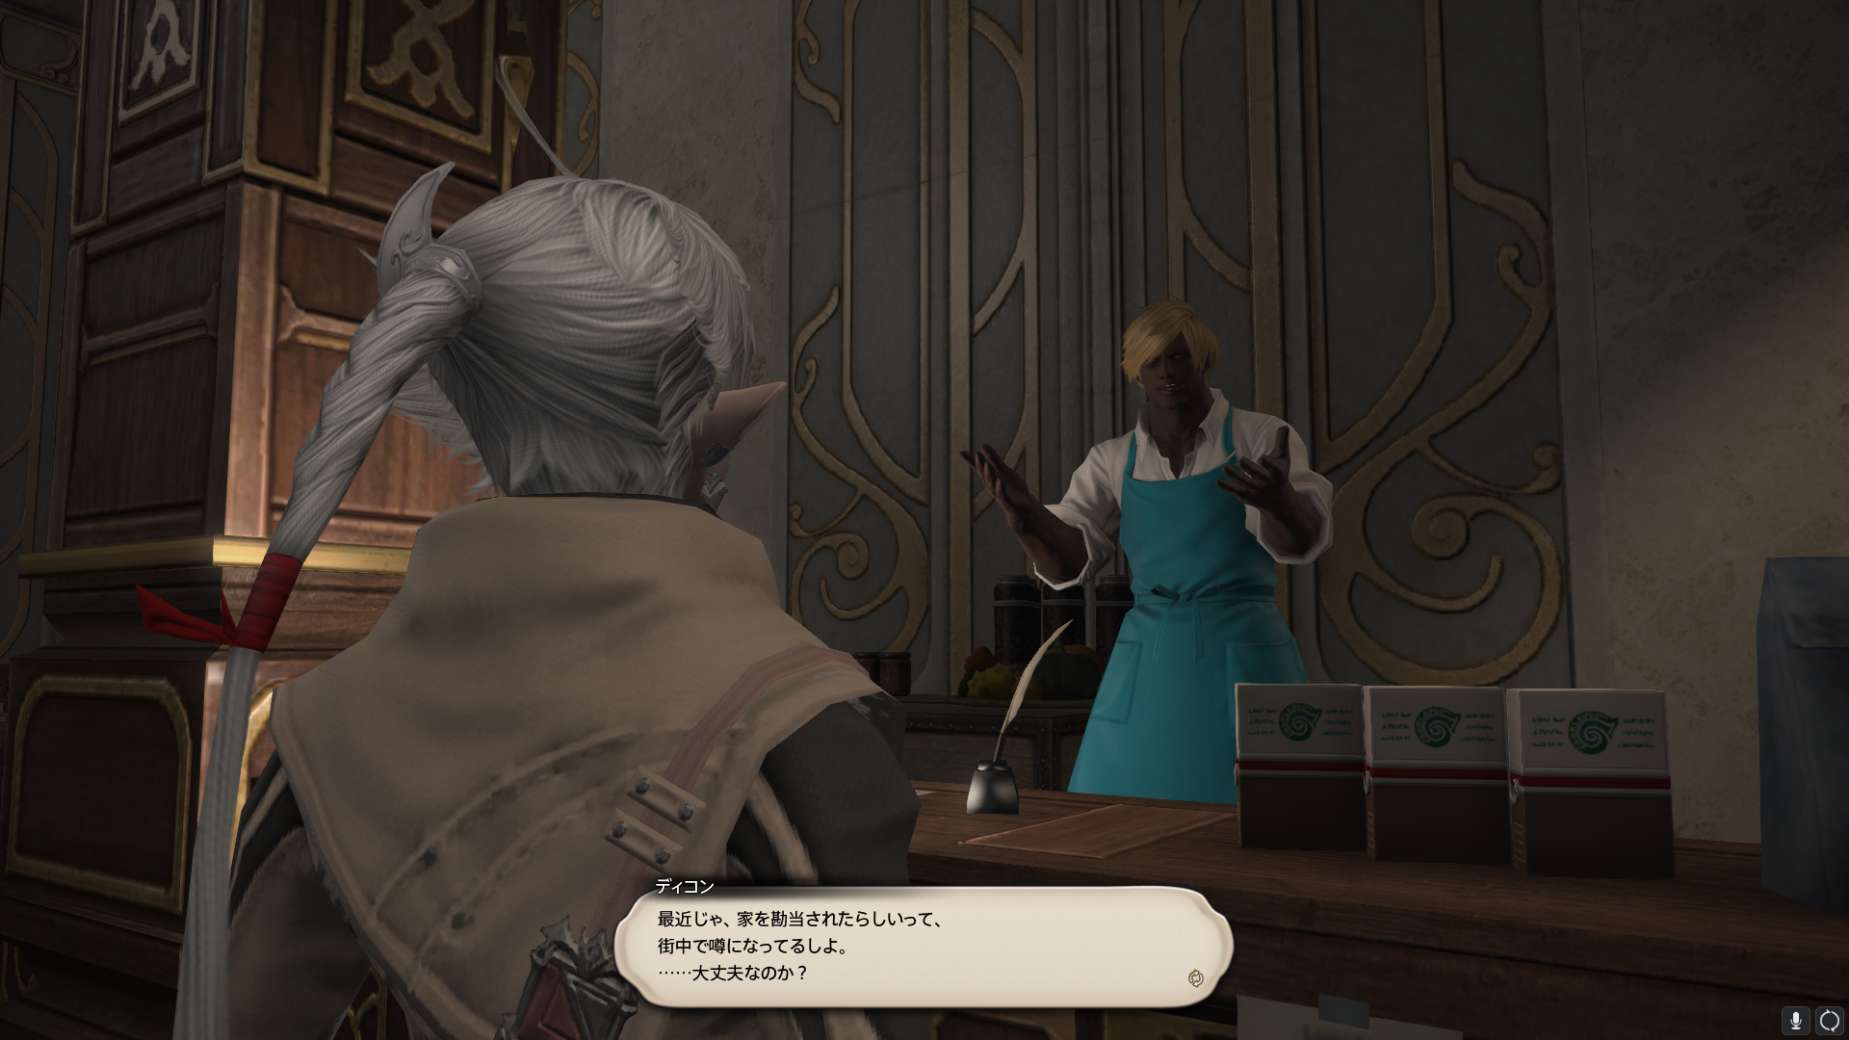 ディコン
最近じゃ、家を勘当されたらしいって、
街中で噂になってるしよ。
……大丈夫なのか？